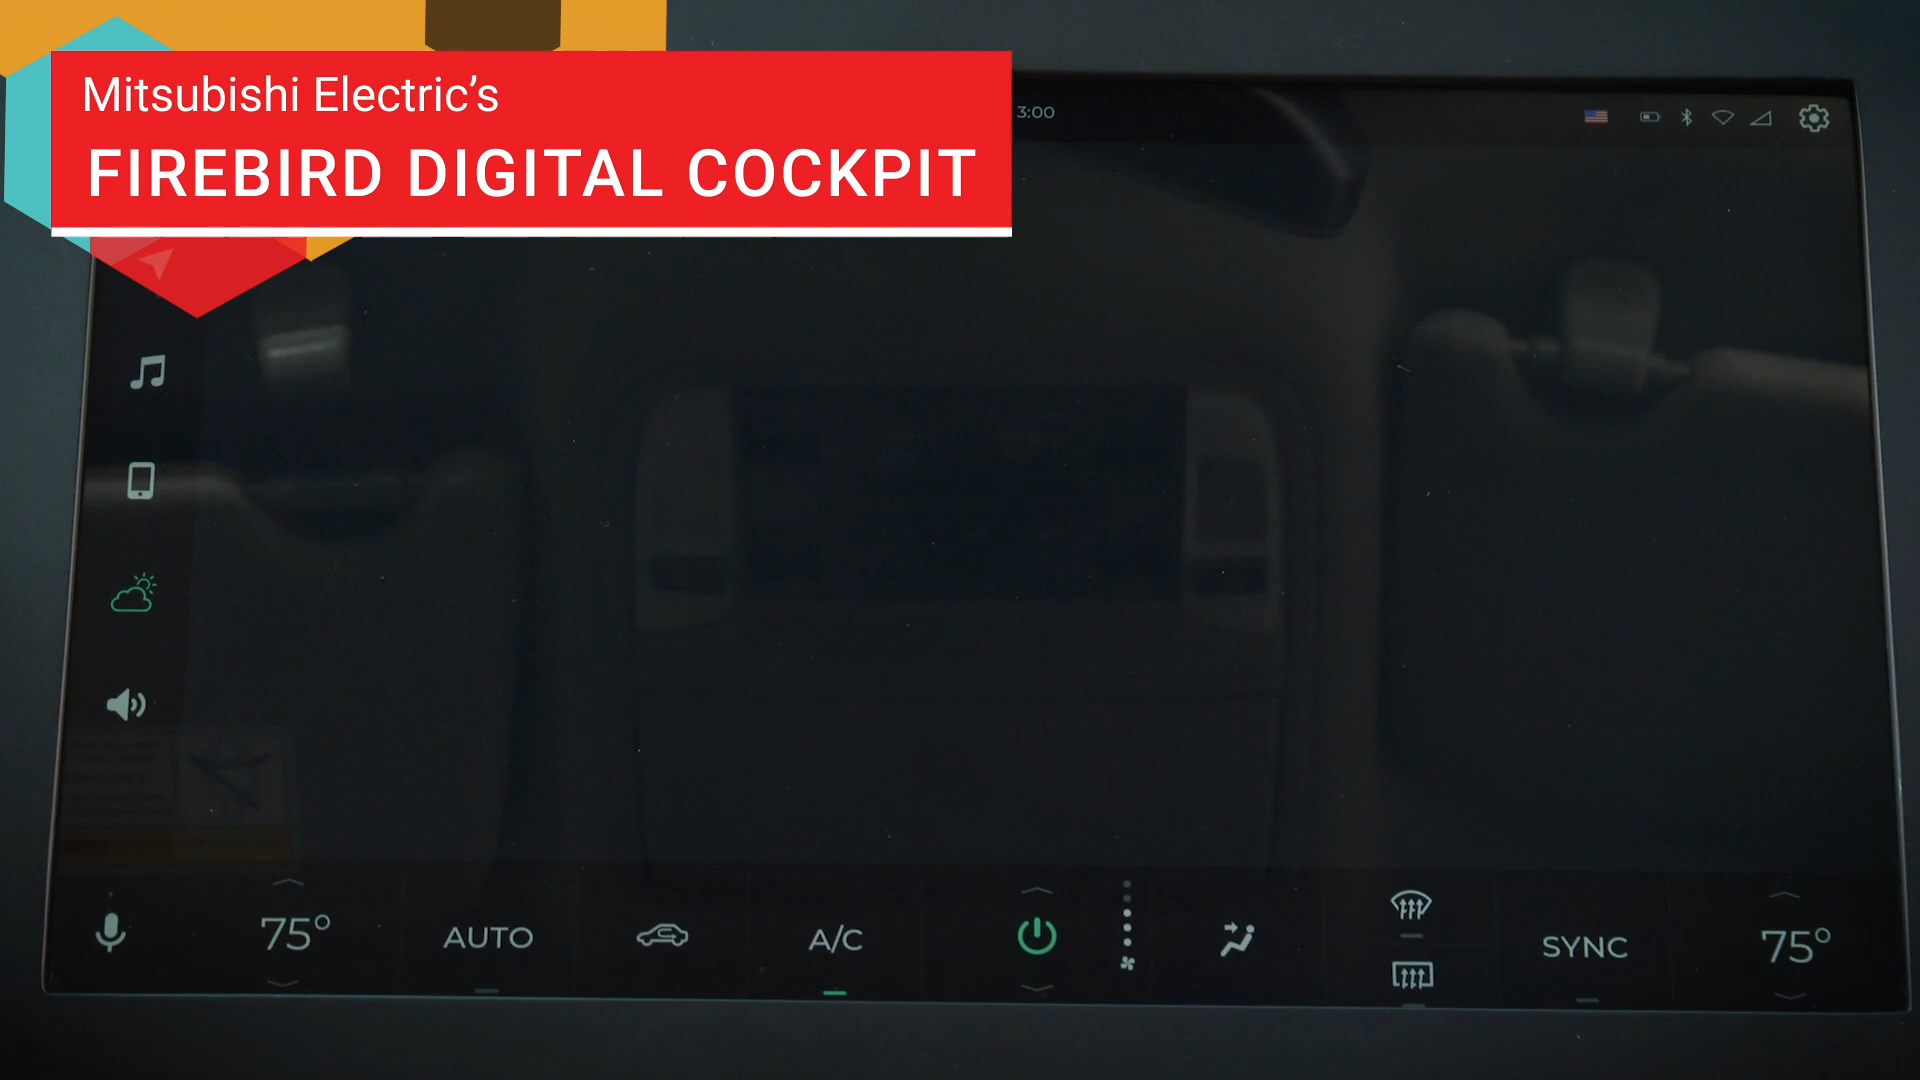 Mitsubishi Electric’s
FIREBIRD DIGITAL COCKPIT
3:00
75°
AUTO
A/C
SYNC
75°